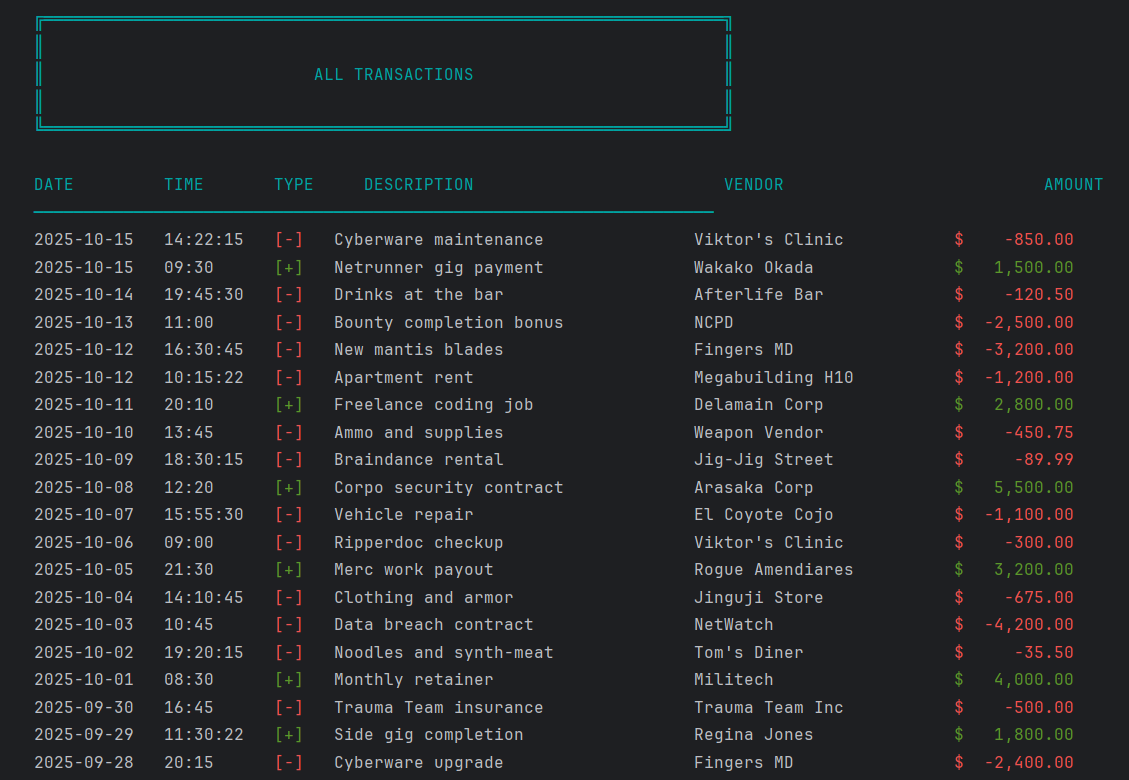 ALL TRANSACTIONS
DATE TIME TYPE DESCRIPTION VENDOR AMOUNT
2025-10-15 14:22:15 [-] Cyberware maintenance Viktor's Clinic $ -850.00
2025-10-15 09:30 [+] Netrunner gig payment Wakako Okada $ 1,500.00
2025-10-14 19:45:30 [-] Drinks at the bar Afterlife Bar $ -120.50
2025-10-13 11:00 [-] Bounty completion bonus NCPD $ -2,500.00
2025-10-12 16:30:45 [-] New mantis blades Fingers MD $ -3,200.00
2025-10-12 10:15:22 [-] Apartment rent Megabuilding H10 $ -1,200.00
2025-10-11 20:10 [+] Freelance coding job Delamain Corp $ 2,800.00
2025-10-10 13:45 [-] Ammo and supplies Weapon Vendor $ -450.75
2025-10-09 18:30:15 [-] Braindance rental Jig-Jig Street $ -89.99
2025-10-08 12:20 [+] Corpo security contract Arasaka Corp $ 5,500.00
2025-10-07 15:55:30 [-] Vehicle repair El Coyote Cojo $ -1,100.00
2025-10-06 09:00 [-] Ripperdoc checkup Viktor's Clinic $ -300.00
2025-10-05 21:30 [+] Merc work payout Rogue Amendiares $ 3,200.00
2025-10-04 14:10:45 [-] Clothing and armor Jinguji Store $ -675.00
2025-10-03 10:45 [-] Data breach contract NetWatch $ -4,200.00
2025-10-02 19:20:15 [-] Noodles and synth-meat Tom's Diner $ -35.50
2025-10-01 08:30 [+] Monthly retainer Militech $ 4,000.00
2025-09-30 16:45 [-] Trauma Team insurance Trauma Team Inc $ -500.00
2025-09-29 11:30:22 [+] Side gig completion Regina Jones $ 1,800.00
2025-09-28 20:15 [-] Cyberware upgrade Fingers MD $ -2,400.00